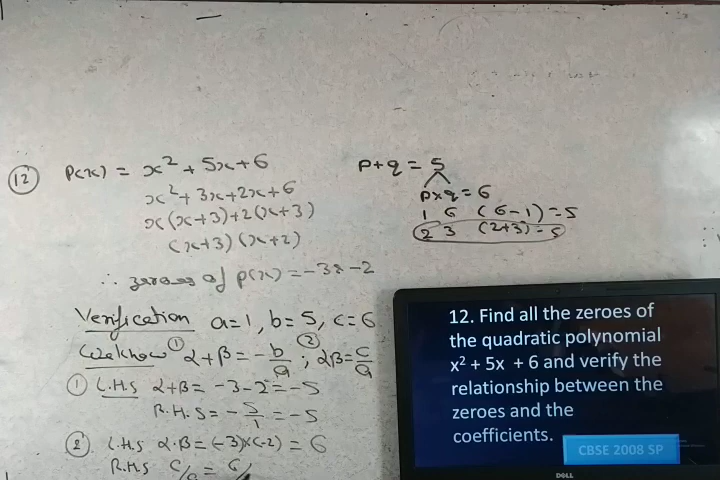 (12) P(x) = x² + 5x + 6
x² + 3x + 2x + 6
x(x+3) + 2(x+3)
(x+3)(x+2)
∴ zeroes of p(x) = -3 & -2
Verification a=1, b=5, c=6
We know ① α+β = -b/a ; ② αβ = c/a
① L.H.S α+β = -3-2 = -5
R.H.S = -5/1 = -5
②. L.H.S α·β = (-3)×(-2) = 6
R.H.S c/a = 6/
p+q = 5
p×q = 6
1 6 (6-1) = 5
2 3 (2+3) = 5
12. Find all the zeroes of
the quadratic polynomial
x² + 5x + 6 and verify the
relationship between the
zeroes and the
coefficients.
CBSE 2008 SP
DELL